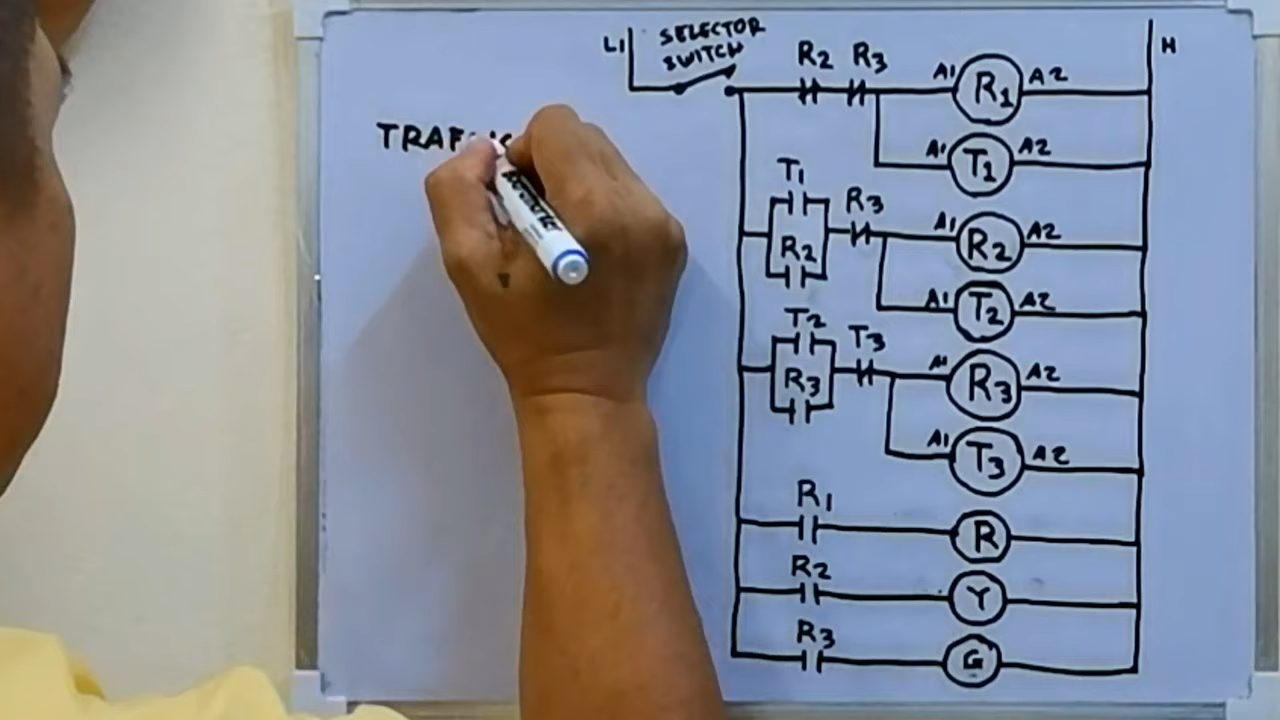 L1 SELECTOR SWITCH R2 R3 A1 R1 A2 N
TRAF
A1 T1 A2
T1
R3 A1 R2 A2
R2
A1 T2 A2
T2
T3 A1 R3 A2
R3
A1 T3 A2
R1
R
R2
Y
R3
G